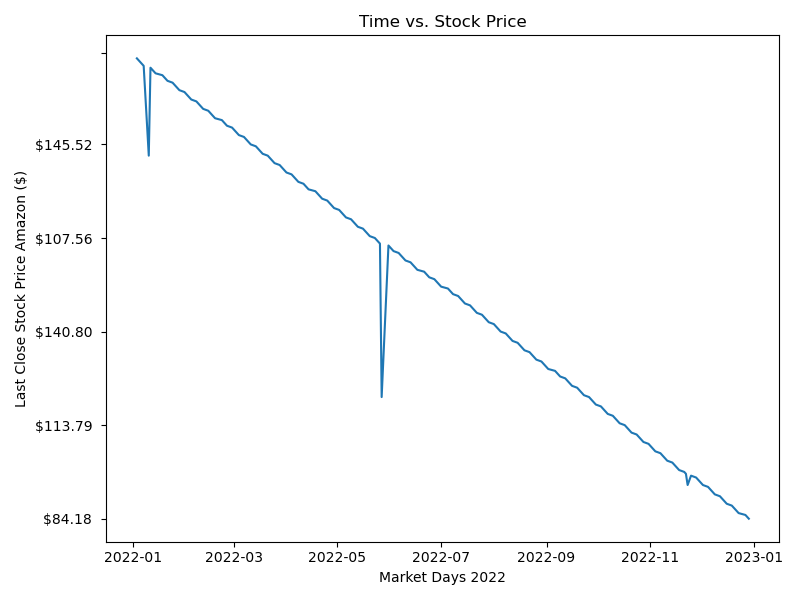 Time vs. Stock Price
Last Close Stock Price Amazon ($)
$145.52
$107.56
$140.80
$113.79
$84.18
2022-01 2022-03 2022-05 2022-07 2022-09 2022-11 2023-01
Market Days 2022